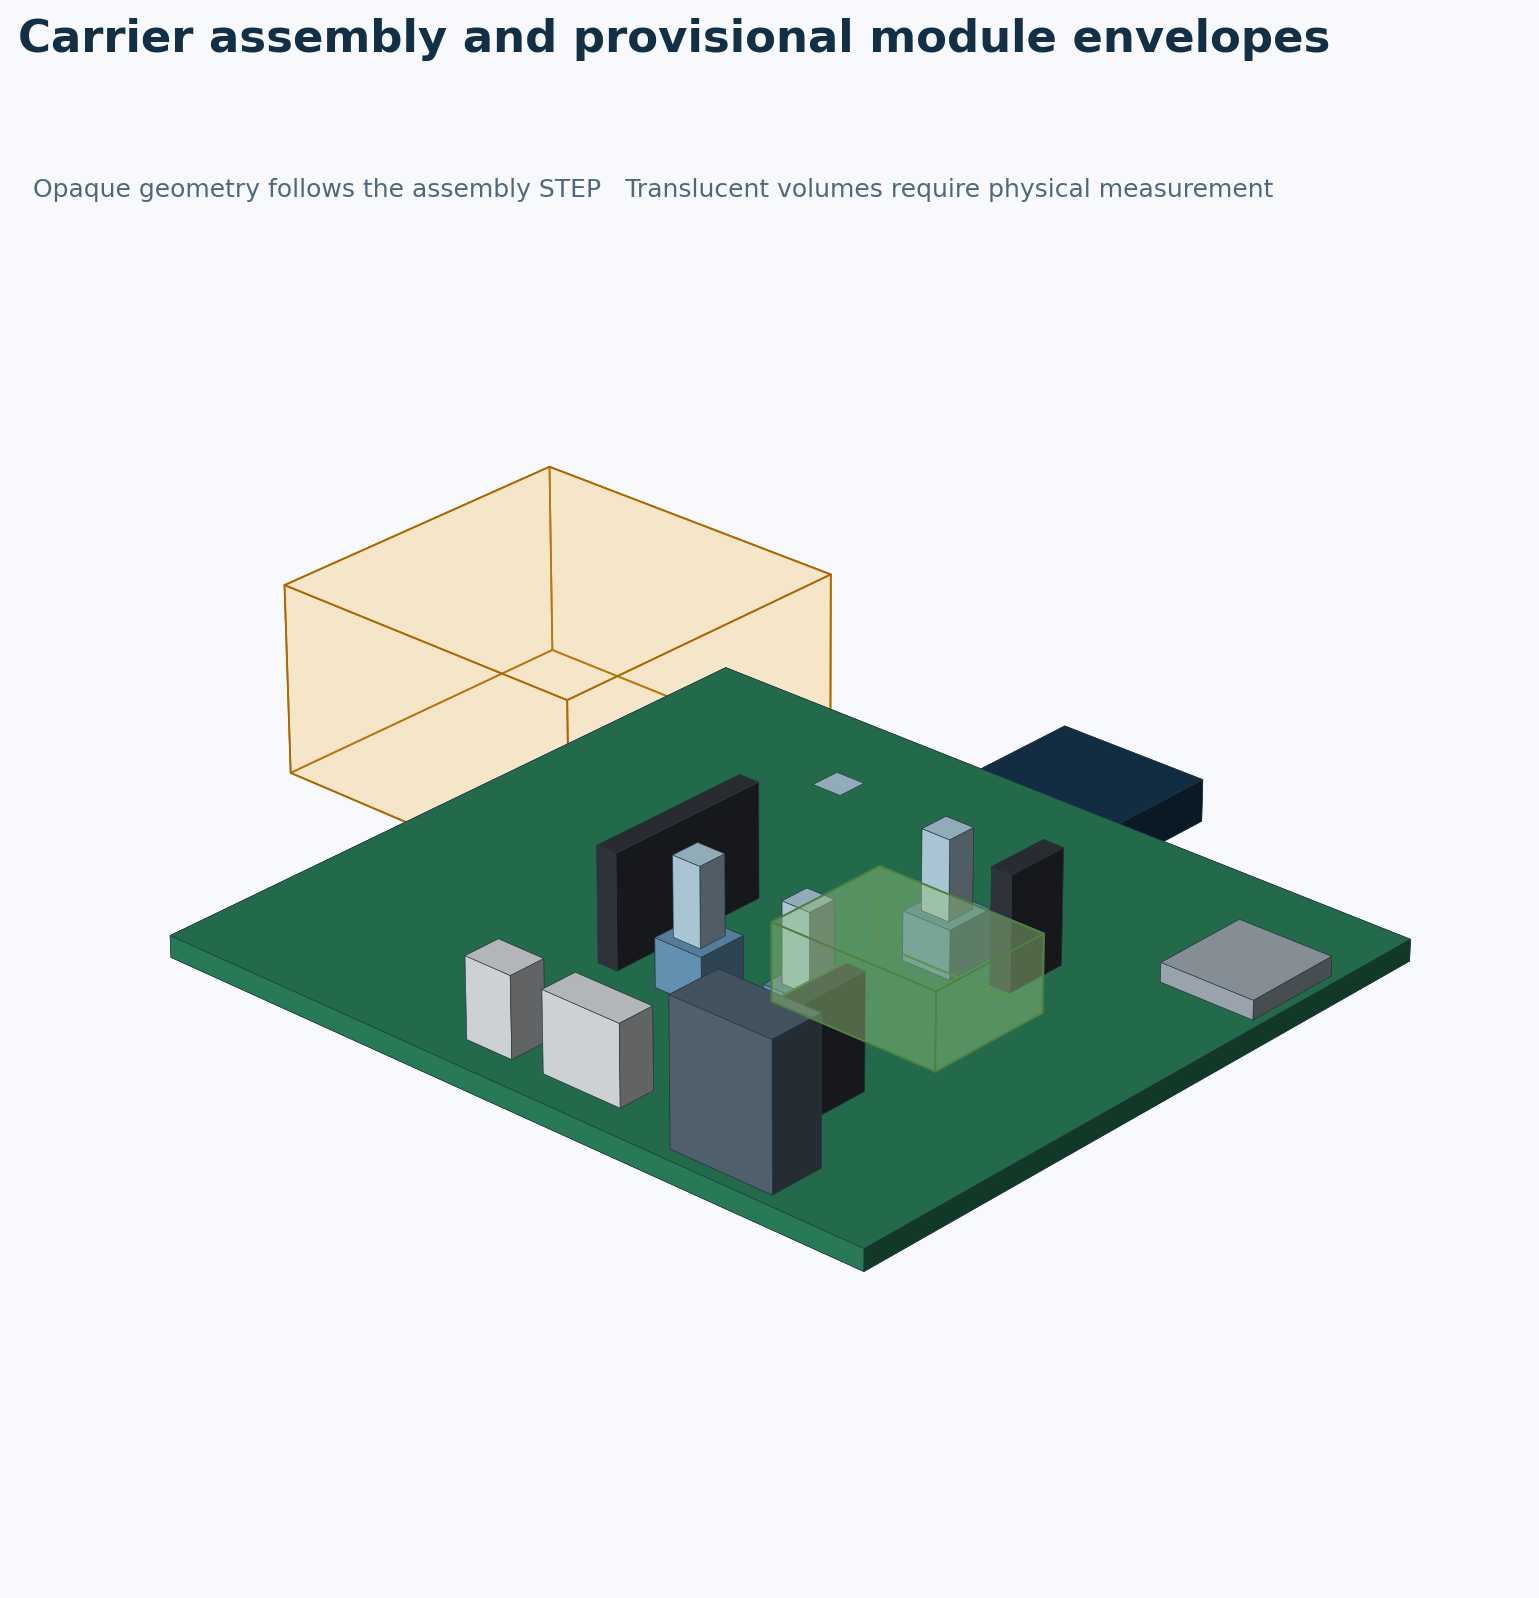 Carrier assembly and provisional module envelopes
Opaque geometry follows the assembly STEP   Translucent volumes require physical measurement